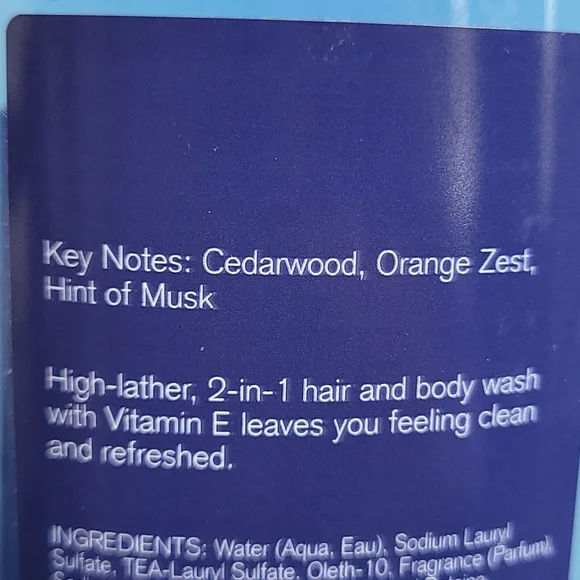 Key Notes: Cedarwood, Orange Zest,
Hint of Musk
High-lather, 2-in-1 hair and body wash
with Vitamin E leaves you feeling clean
and refreshed.
INGREDIENTS: Water (Aqua, Eau), Sodium Lauryl
Sulfate, TEA-Lauryl Sulfate, Oleth-10, Fragrance (Parfum),